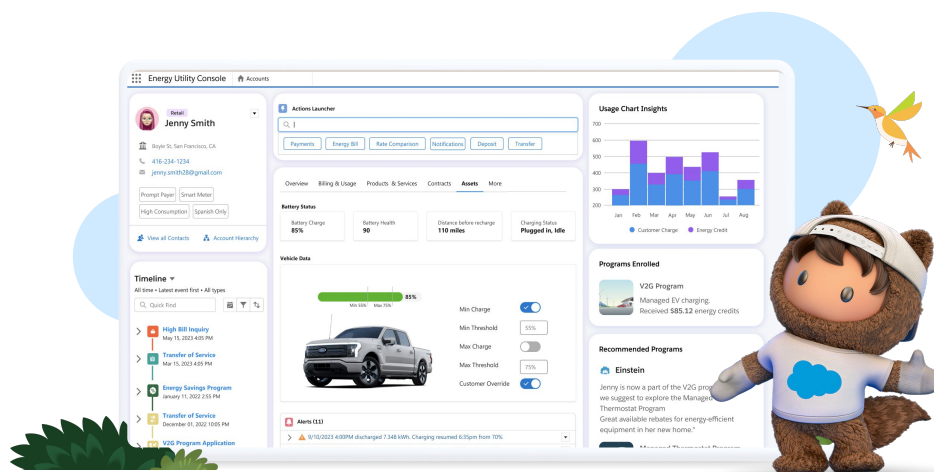 Energy Utility Console
Accounts
Retail
Jenny Smith
Boyle St, San Francisco, CA
416-234-1234
jenny.smith28@gmail.com
Prompt Payer
Smart Meter
High Consumption
Spanish Only
View all Contacts
Account Hierarchy
Timeline
All time • Latest event first • All types
Quick Find
High Bill Inquiry
May 15, 2023 4:05 PM
Transfer of Service
Mar 15, 2023 4:05 PM
Energy Savings Program
January 11, 2022 2:55 PM
Transfer of Service
December 01, 2022 10:05 PM
V2G Program Application
Actions Launcher
Payments
Energy Bill
Rate Comparison
Notifications
Deposit
Transfer
Overview
Billing & Usage
Products & Services
Contracts
Assets
More
Battery Status
Battery Charge
85%
Battery Health
90
Distance before recharge
110 miles
Charging Status
Plugged in, Idle
Vehicle Data
85%
Min 55%
Max 75%
Min Charge
Min Threshold
55%
Max Charge
Max Threshold
75%
Customer Override
Alerts (11)
9/10/2023 4:00PM discharged 7.348 kWh. Charging resumed 6:35pm from 70%
Usage Chart Insights
700
600
500
400
300
200
Jan
Feb
Mar
Apr
May
Jun
Jul
Aug
Customer Charge
Energy Credit
Programs Enrolled
V2G Program
Managed EV charging.
Received $85.12 energy credits
Recommended Programs
Einstein
Jenny is now a part of the V2G
we suggest to explore the Managed
Thermostat Program
Great available rebates for energy-efficient
equipment in her new home."
Managed Thermostat Program